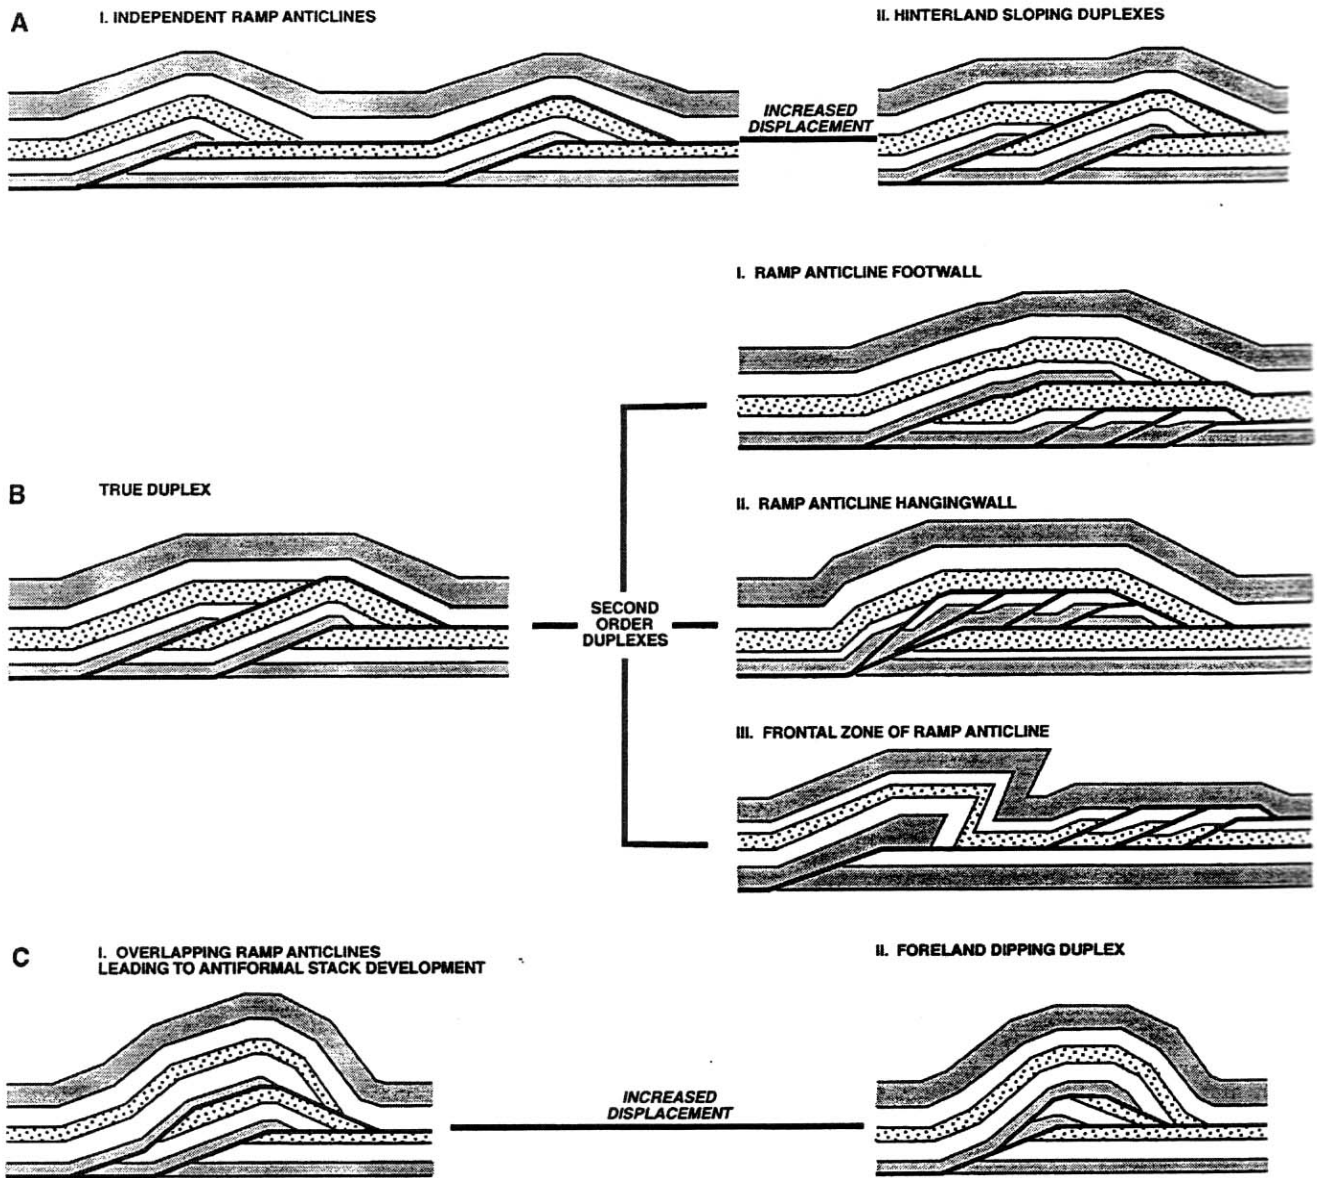 A
I. INDEPENDENT RAMP ANTICLINES
II. HINTERLAND SLOPING DUPLEXES
INCREASED
DISPLACEMENT
I. RAMP ANTICLINE FOOTWALL
B
TRUE DUPLEX
II. RAMP ANTICLINE HANGINGWALL
SECOND
ORDER
DUPLEXES
III. FRONTAL ZONE OF RAMP ANTICLINE
C
I. OVERLAPPING RAMP ANTICLINES
LEADING TO ANTIFORMAL STACK DEVELOPMENT
II. FORELAND DIPPING DUPLEX
INCREASED
DISPLACEMENT